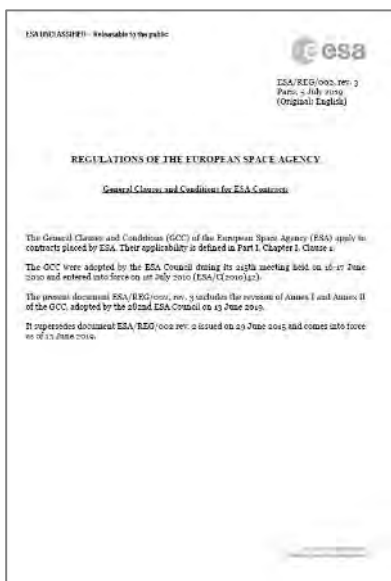 ESA UNCLASSIFIED – Releasable to the public
esa
ESA/REG/002, rev. 3
Paris, 5 July 2019
(Original: English)
REGULATIONS OF THE EUROPEAN SPACE AGENCY
General Clauses and Conditions for ESA Contracts
The General Clauses and Conditions (GCC) of the European Space Agency (ESA) apply to
contracts placed by ESA. Their applicability is defined in Part I, Chapter I, Clause 1.
The GCC were adopted by the ESA Council during its 215th meeting held on 16-17 June
2010 and entered into force on 1st July 2010 (ESA/C(2010)42).
The present document ESA/REG/002, rev. 3 includes the revision of Annex I and Annex II
of the GCC, adopted by the 282nd ESA Council on 13 June 2019.
It supersedes document ESA/REG/002 rev. 2 issued on 29 June 2015 and comes into force
as of 13 June 2019.